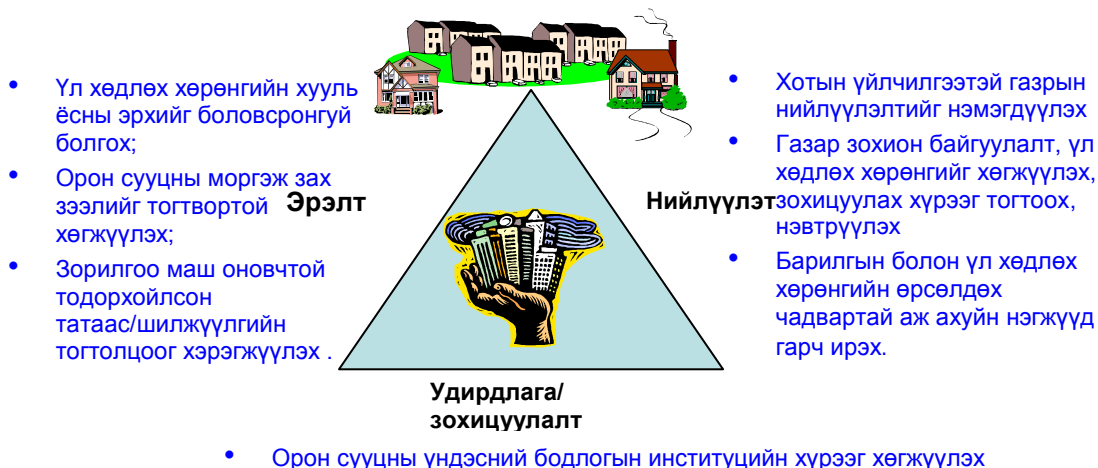 • Үл хөдлөх хөрөнгийн хууль
ёсны эрхийг боловсронгуй
болгох;
• Орон сууцны моргэж зах
зээлийг тогтвортой
хөгжүүлэх;
• Зорилгоо маш оновчтой
тодорхойлсон
татаас/шилжүүлгийн
тогтолцоог хэрэгжүүлэх .
Эрэлт
Нийлүүлэт
• Хотын үйлчилгээтэй газрын
нийлүүлэлтийг нэмэгдүүлэх
• Газар зохион байгуулалт, үл
хөдлөх хөрөнгийг хөгжүүлэх,
зохицуулах хүрээг тогтоох,
нэвтрүүлэх
• Барилгын болон үл хөдлөх
хөрөнгийн өрсөлдөх
чадвартай аж ахуйн нэгжүүд
гарч ирэх.
Удирдлага/
зохицуулалт
• Орон сууцны үндэсний бодлогын институцийн хүрээг хөгжүүлэх